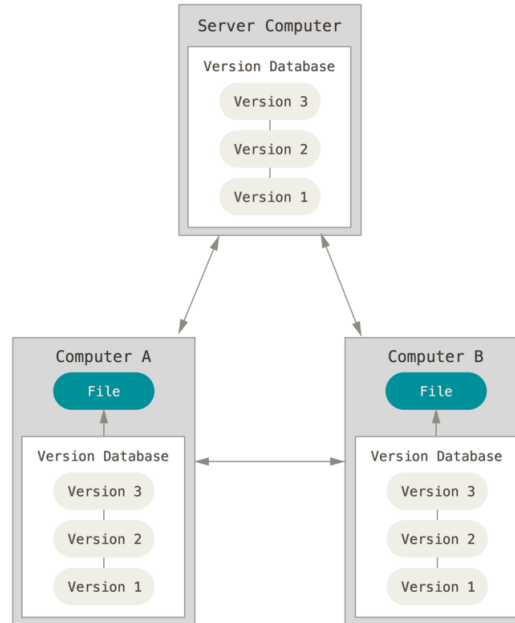 Server Computer
Version Database
Version 3
Version 2
Version 1
Computer A
File
Version Database
Version 3
Version 2
Version 1
Computer B
File
Version Database
Version 3
Version 2
Version 1